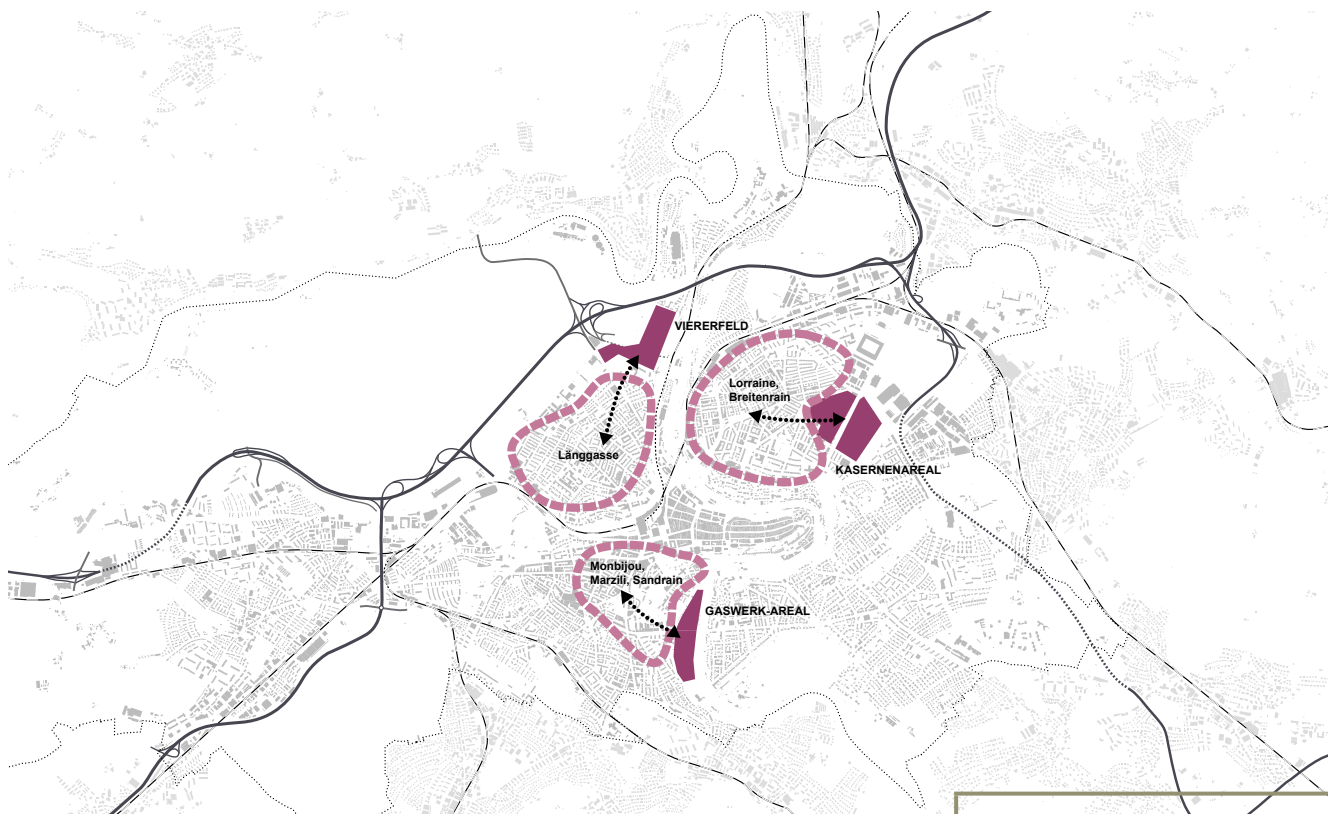 VIERERFELD
Lorraine,
Breitenrain
Länggasse
KASERNENAREAL
Monbijou,
Marzili, Sandrain
GASWERK-AREAL